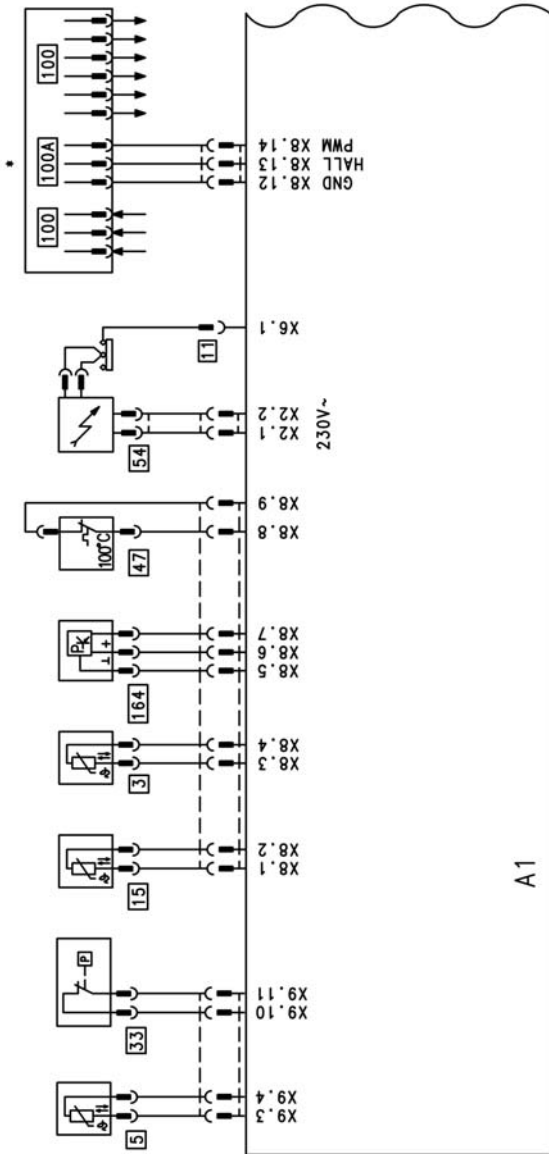 *
100
100A
100
PWM X8.14
HALL X8.13
GND X8.12
11
X6.1
54
X2.2
X2.1
230V~
100°C
47
X8.9
X8.8
PK
+
⊥
164
X8.7
X8.6
X8.5
3
X8.4
X8.3
15
X8.2
X8.1
P
33
X9.11
X9.10
5
X9.4
X9.3
A1